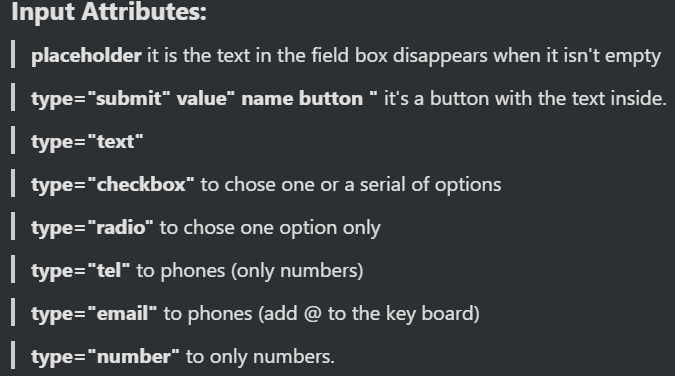 Input Attributes:
placeholder it is the text in the field box disappears when it isn't empty
type="submit" value" name button " it's a button with the text inside.
type="text"
type="checkbox" to chose one or a serial of options
type="radio" to chose one option only
type="tel" to phones (only numbers)
type="email" to phones (add @ to the key board)
type="number" to only numbers.